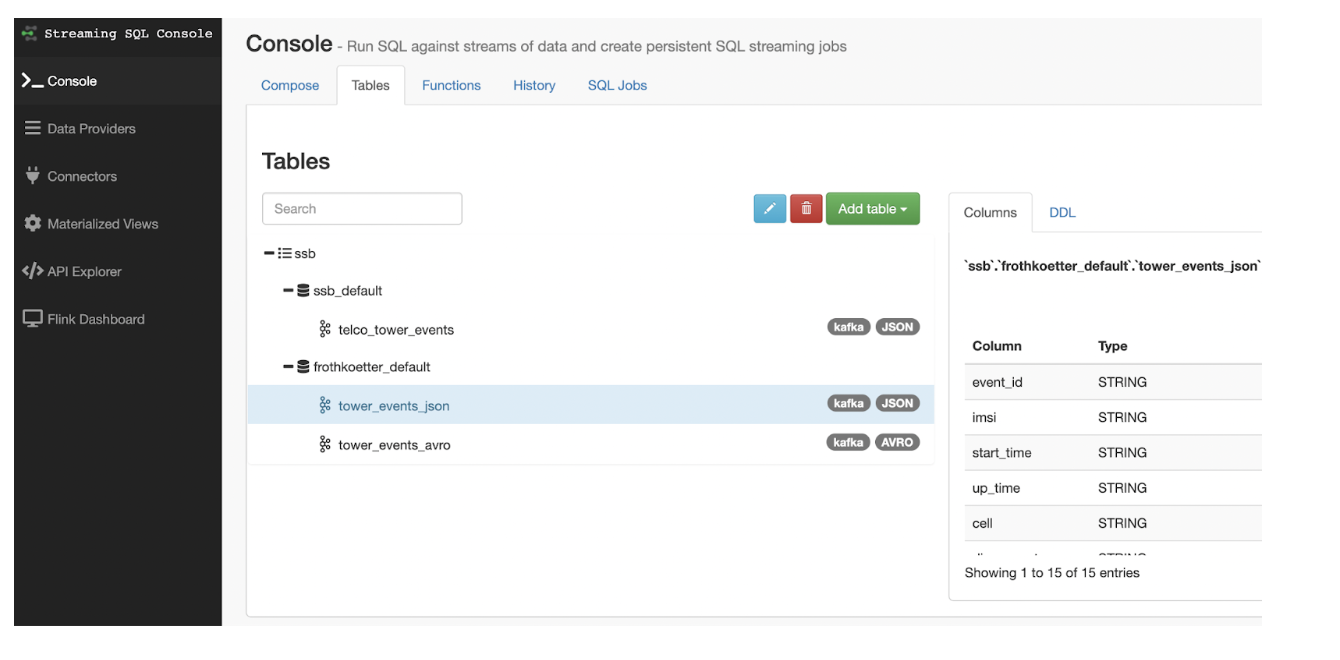 Streaming SQL Console
Console
Data Providers
Connectors
Materialized Views
API Explorer
Flink Dashboard
Console - Run SQL against streams of data and create persistent SQL streaming jobs
Compose Tables Functions History SQL Jobs
Tables
Search
Add table
ssb
ssb_default
telco_tower_events kafka JSON
frothkoetter_default
tower_events_json kafka JSON
tower_events_avro kafka AVRO
Columns DDL
`ssb`.`frothkoetter_default`.`tower_events_json`
Column Type
event_id STRING
imsi STRING
start_time STRING
up_time STRING
cell STRING
STRING
Showing 1 to 15 of 15 entries